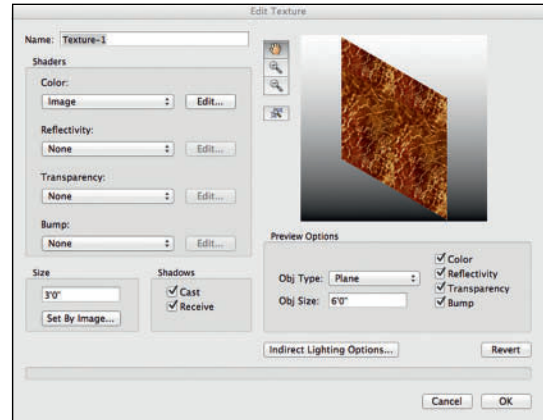 Edit Texture
Name: Texture-1
Shaders
Color:
Image Edit...
Reflectivity:
None Edit...
Transparency:
None Edit...
Bump:
None Edit...
Size
3'0"
Set By Image...
Shadows
Cast
Receive
Preview Options
Obj Type: Plane
Obj Size: 6'0"
Color
Reflectivity
Transparency
Bump
Indirect Lighting Options...
Revert
Cancel
OK